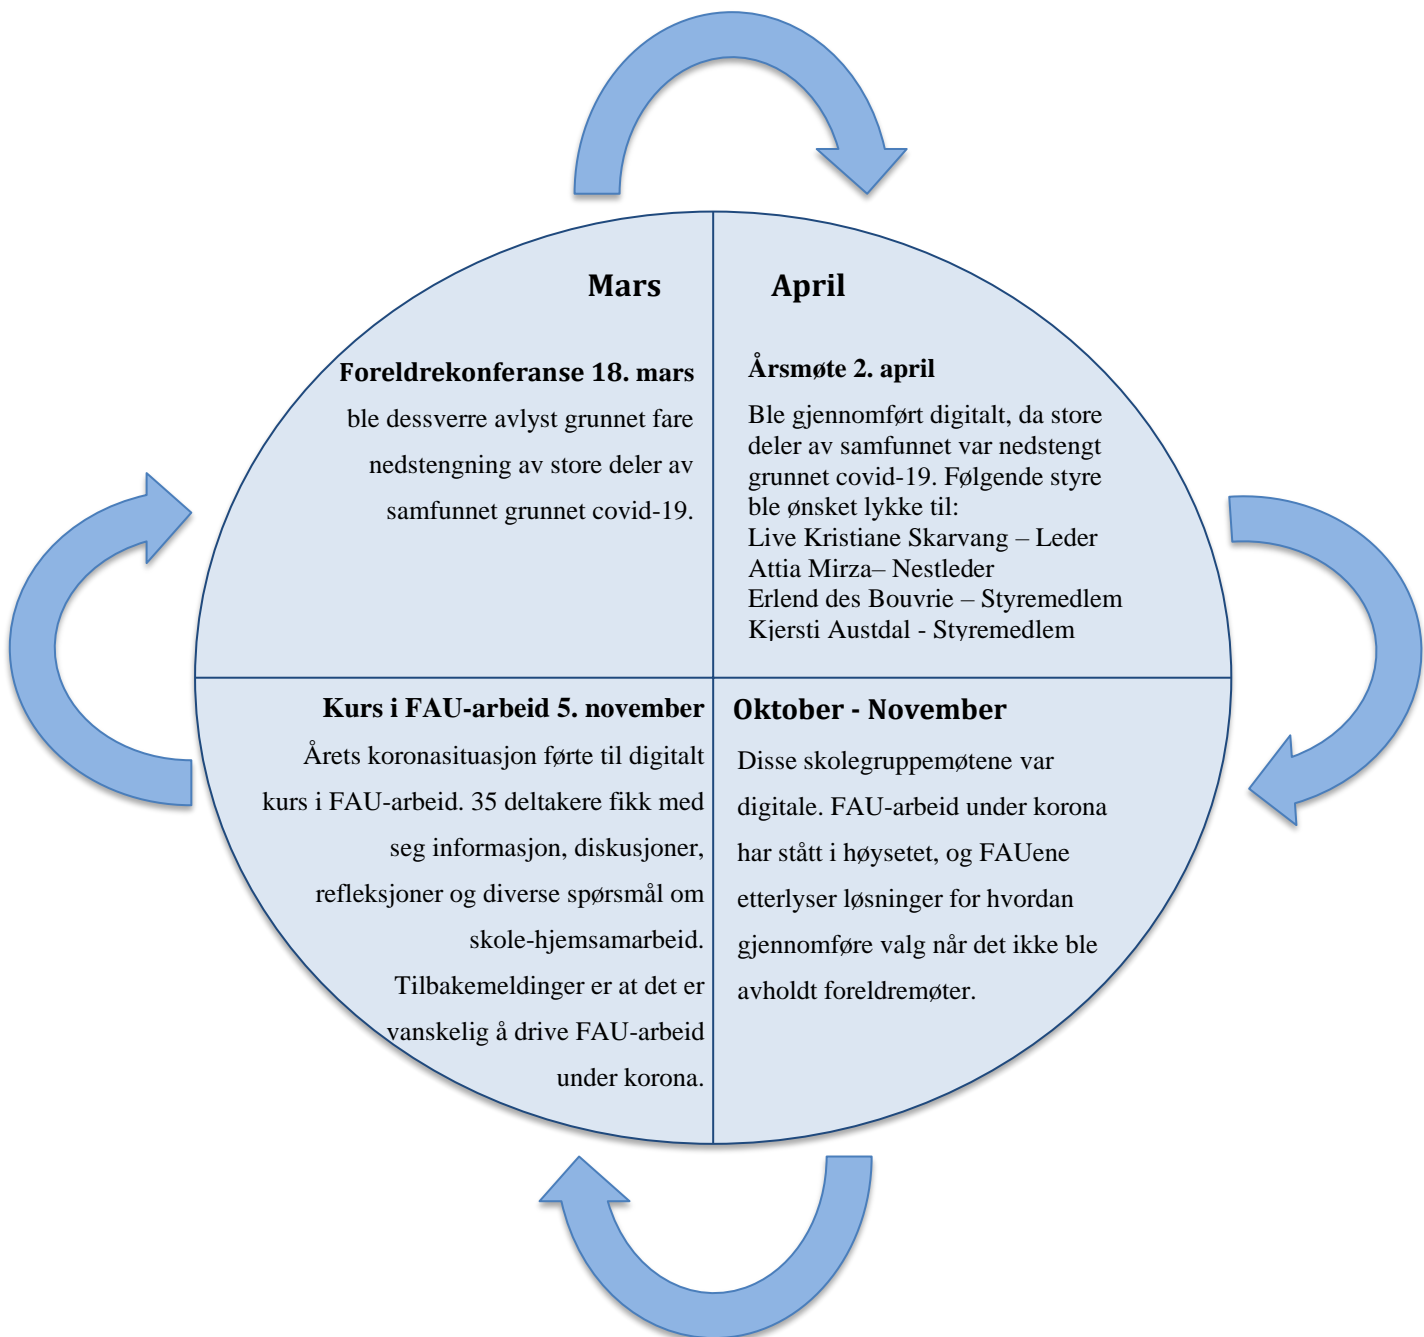 Mars
Foreldrekonferanse 18. mars
ble dessverre avlyst grunnet fare
nedstengning av store deler av
samfunnet grunnet covid-19.
April
Årsmøte 2. april
Ble gjennomført digitalt, da store
deler av samfunnet var nedstengt
grunnet covid-19. Følgende styre
ble ønsket lykke til:
Live Kristiane Skarvang – Leder
Attia Mirza– Nestleder
Erlend des Bouvrie – Styremedlem
Kjersti Austdal - Styremedlem
Kurs i FAU-arbeid 5. november
Årets koronasituasjon førte til digitalt
kurs i FAU-arbeid. 35 deltakere fikk med
seg informasjon, diskusjoner,
refleksjoner og diverse spørsmål om
skole-hjemsamarbeid.
Tilbakemeldinger er at det er
vanskelig å drive FAU-arbeid
under korona.
Oktober - November
Disse skolegruppemøtene var
digitale. FAU-arbeid under korona
har stått i høysetet, og FAUene
etterlyser løsninger for hvordan
gjennomføre valg når det ikke ble
avholdt foreldremøter.